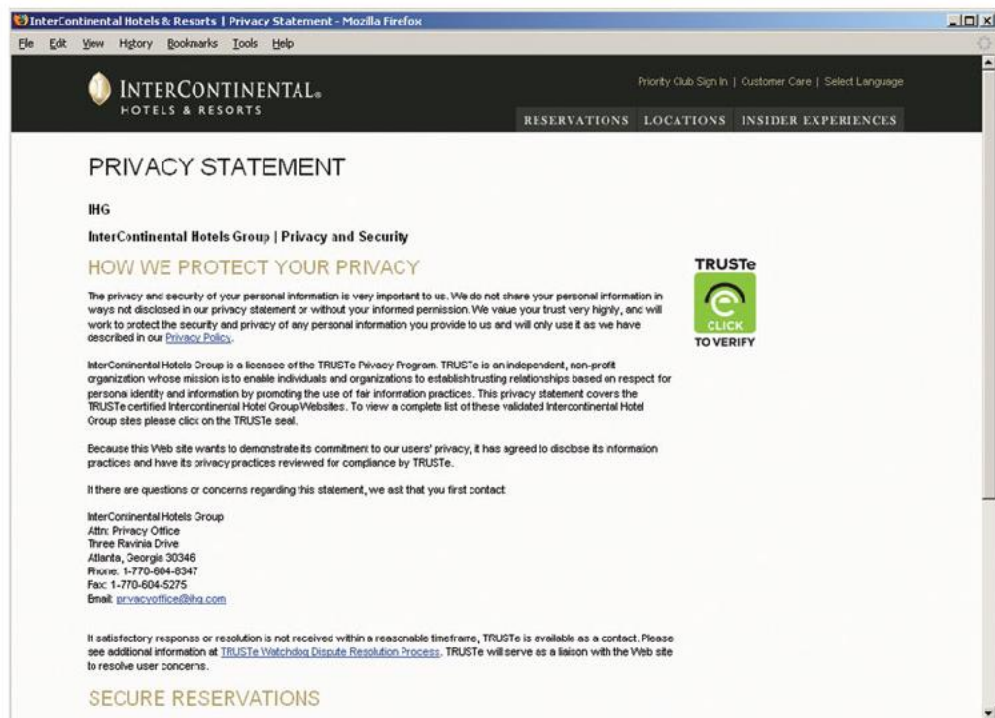 InterContinental Hotels & Resorts | Privacy Statement - Mozilla Firefox
File Edit View History Bookmarks Tools Help
INTERCONTINENTAL®
HOTELS & RESORTS
Priority Club Sign In | Customer Care | Select Language
RESERVATIONS LOCATIONS INSIDER EXPERIENCES
PRIVACY STATEMENT
IHG
InterContinental Hotels Group | Privacy and Security
HOW WE PROTECT YOUR PRIVACY
The privacy and security of your personal information is very important to us. We do not share your personal information in
ways not disclosed in our privacy statement or without your informed permission. We value your trust very highly, and will
work to protect the security and privacy of any personal information you provide to us and will only use it as we have
described in our Privacy Policy.
TRUSTe
e
CLICK
TO VERIFY
InterContinental Hotels Group is a licensee of the TRUSTe Privacy Program. TRUSTe is an independent, non-profit
organization whose mission is to enable individuals and organizations to establish trusting relationships based on respect for
personal identity and information by promoting the use of fair information practices. This privacy statement covers the
TRUSTe certified Intercontinental Hotel Group Websites. To view a complete list of these validated Intercontinental Hotel
Group sites please click on the TRUSTe seal.
Because this Web site wants to demonstrate its commitment to our users' privacy, it has agreed to disclose its information
practices and have its privacy practices reviewed for compliance by TRUSTe.
If there are questions or concerns regarding this statement, we ask that you first contact
InterContinental Hotels Group
Attn: Privacy Office
Three Ravinia Drive
Atlanta, Georgia 30346
Phone: 1-770-604-8347
Fax: 1-770-604-5275
Email: privacyoffice@ihg.com
If satisfactory response or resolution is not received within a reasonable timeframe, TRUSTe is available as a contact. Please
see additional information at TRUSTe Watchdog Dispute Resolution Process. TRUSTe will serve as a liaison with the Web site
to resolve user concerns.
SECURE RESERVATIONS